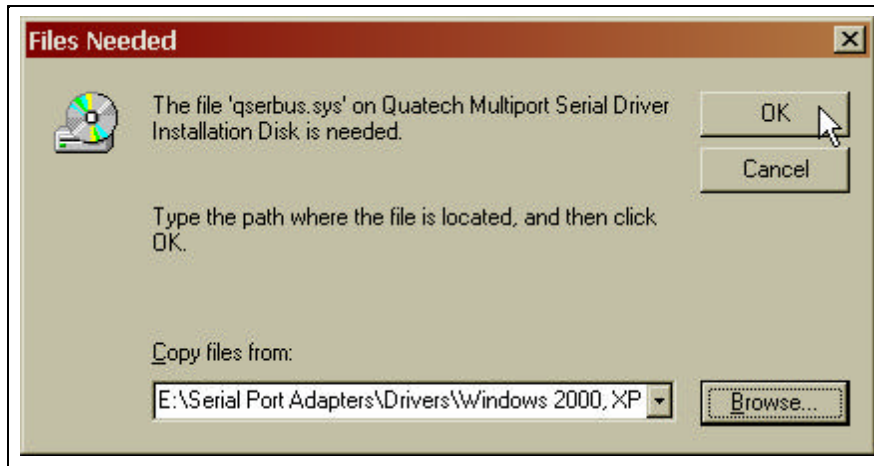 Files Needed
The file 'qserbus.sys' on Quatech Multiport Serial Driver
Installation Disk is needed.
OK
Cancel
Type the path where the file is located, and then click
OK.
Copy files from:
E:\Serial Port Adapters\Drivers\Windows 2000, XP
Browse...